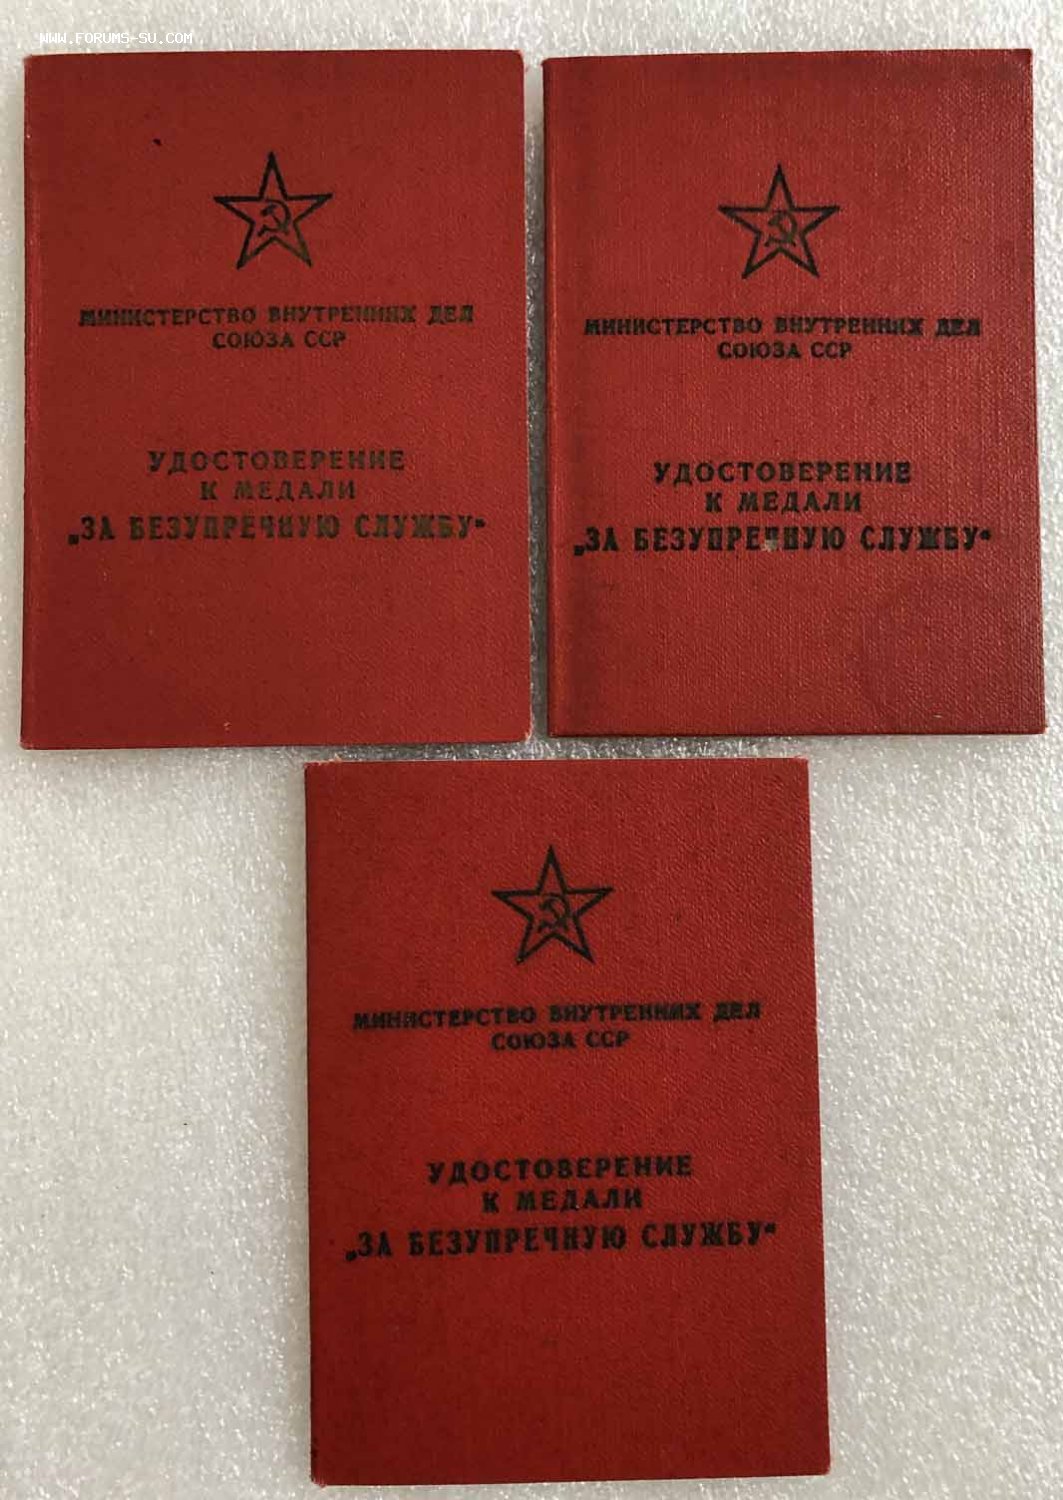 WWW.FORUMS-SU.COM
МИНИСТЕРСТВО ВНУТРЕННИХ ДЕЛ
СОЮЗА ССР
УДОСТОВЕРЕНИЕ
К МЕДАЛИ
„ЗА БЕЗУПРЕЧНУЮ СЛУЖБУ“
МИНИСТЕРСТВО ВНУТРЕННИХ ДЕЛ
СОЮЗА ССР
УДОСТОВЕРЕНИЕ
К МЕДАЛИ
„ЗА БЕЗУПРЕЧНУЮ СЛУЖБУ“
МИНИСТЕРСТВО ВНУТРЕННИХ ДЕЛ
СОЮЗА ССР
УДОСТОВЕРЕНИЕ
К МЕДАЛИ
„ЗА БЕЗУПРЕЧНУЮ СЛУЖБУ“